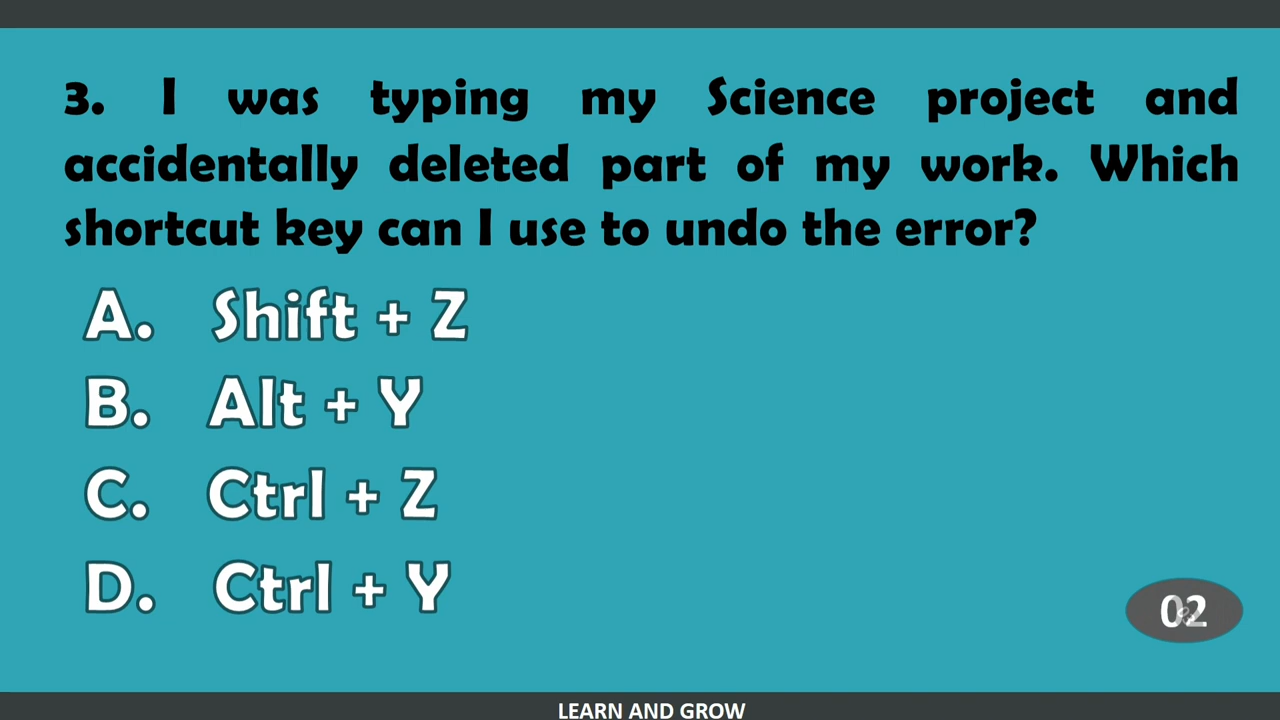 3. I was typing my Science project and
accidentally deleted part of my work. Which
shortcut key can I use to undo the error?
A. Shift + Z
B. Alt + Y
C. Ctrl + Z
D. Ctrl + Y
02
LEARN AND GROW